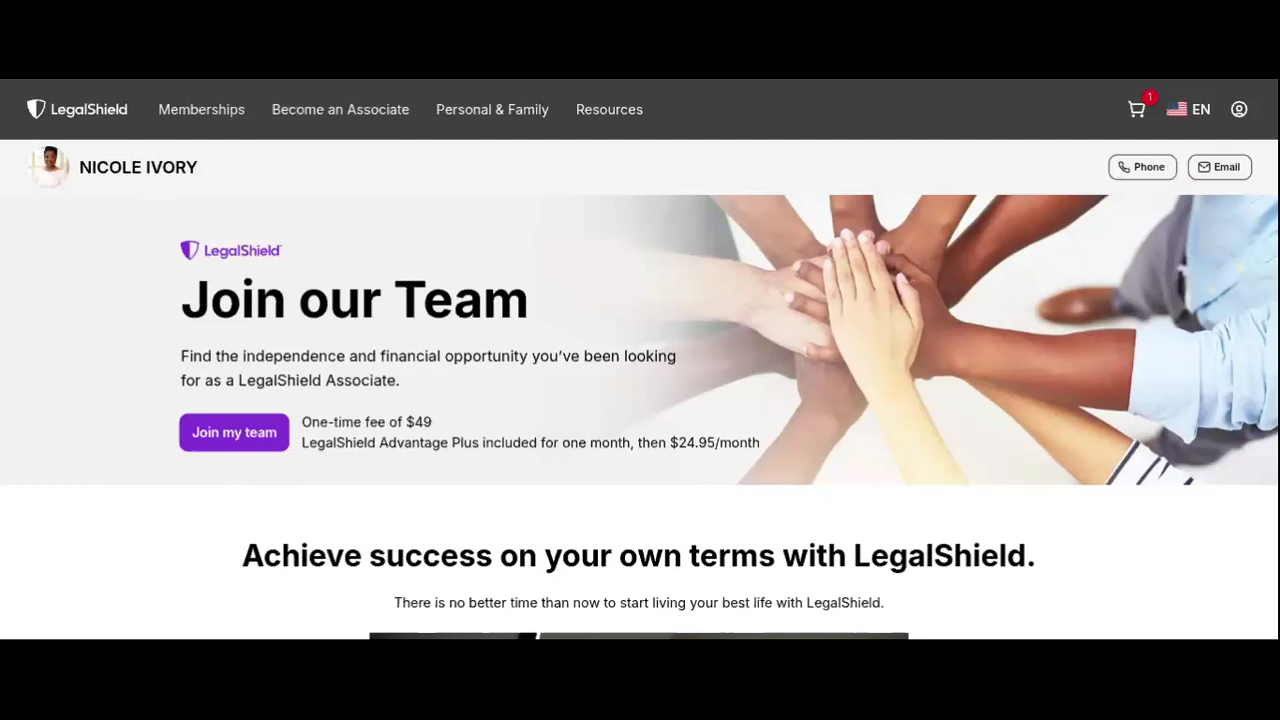 LegalShield Memberships Become an Associate Personal & Family Resources 1 EN
NICOLE IVORY Phone Email
LegalShield
Join our Team
Find the independence and financial opportunity you’ve been looking
for as a LegalShield Associate.
Join my team
One-time fee of $49
LegalShield Advantage Plus included for one month, then $24.95/month
Achieve success on your own terms with LegalShield.
There is no better time than now to start living your best life with LegalShield.